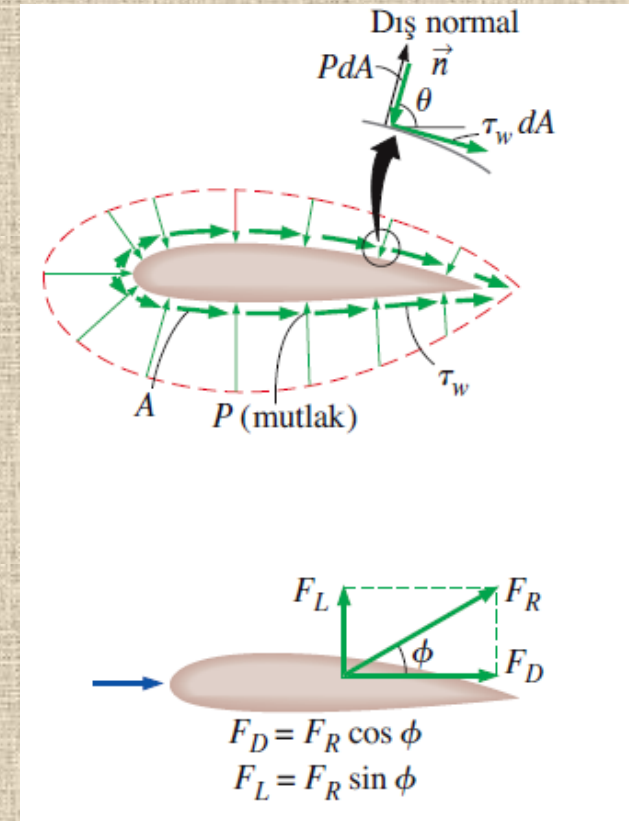 Dış normal
PdA
n⃗
θ
τw dA
τw
A
P (mutlak)
FL
FR
ϕ
FD
FD = FR cos ϕ
FL = FR sin ϕ